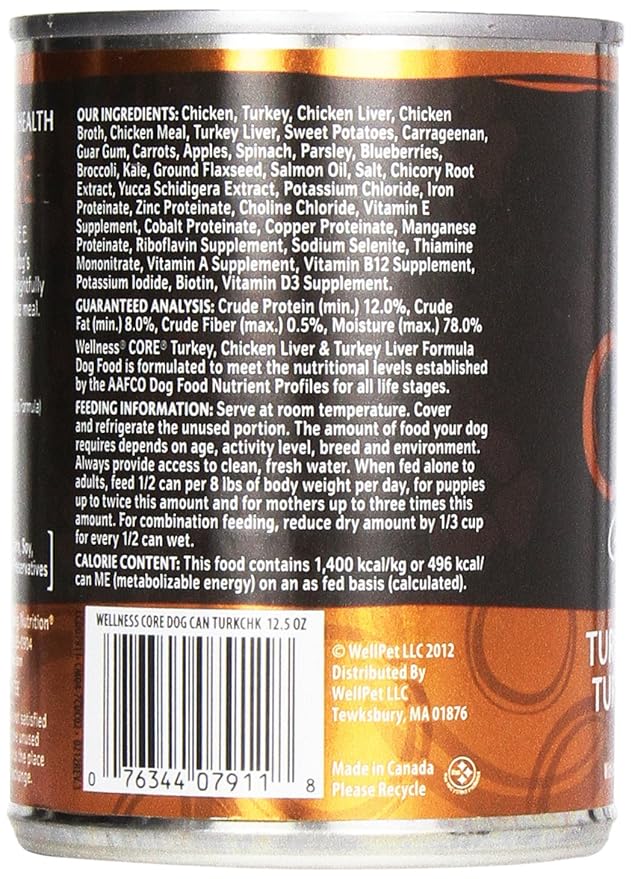 HEALTH
OUR INGREDIENTS: Chicken, Turkey, Chicken Liver, Chicken
Broth, Chicken Meal, Turkey Liver, Sweet Potatoes, Carrageenan,
Guar Gum, Carrots, Apples, Spinach, Parsley, Blueberries,
Broccoli, Kale, Ground Flaxseed, Salmon Oil, Salt, Chicory Root
Extract, Yucca Schidigera Extract, Potassium Chloride, Iron
Proteinate, Zinc Proteinate, Choline Chloride, Vitamin E
Supplement, Cobalt Proteinate, Copper Proteinate, Manganese
Proteinate, Riboflavin Supplement, Sodium Selenite, Thiamine
Mononitrate, Vitamin A Supplement, Vitamin B12 Supplement,
Potassium Iodide, Biotin, Vitamin D3 Supplement.
GUARANTEED ANALYSIS: Crude Protein (min.) 12.0%, Crude
Fat (min.) 8.0%, Crude Fiber (max.) 0.5%, Moisture (max.) 78.0%
Wellness® CORE® Turkey, Chicken Liver & Turkey Liver Formula
Dog Food is formulated to meet the nutritional levels established
by the AAFCO Dog Food Nutrient Profiles for all life stages.
FEEDING INFORMATION: Serve at room temperature. Cover
and refrigerate the unused portion. The amount of food your dog
requires depends on age, activity level, breed and environment.
Always provide access to clean, fresh water. When fed alone to
adults, feed 1/2 can per 8 lbs of body weight per day, for puppies
up to twice this amount and for mothers up to three times this
amount. For combination feeding, reduce dry amount by 1/3 cup
for every 1/2 can wet.
CALORIE CONTENT: This food contains 1,400 kcal/kg or 496 kcal/
can ME (metabolizable energy) on an as fed basis (calculated).
WELLNESS CORE DOG CAN TURKCHK 12.5 OZ
0 76344 07911 8
© WellPet LLC 2012
Distributed By
WellPet LLC
Tewksbury, MA 01876
Made in Canada
Please Recycle
a meal.
Formula)
Soy,
Nutrition®
satisfied
unused
the place